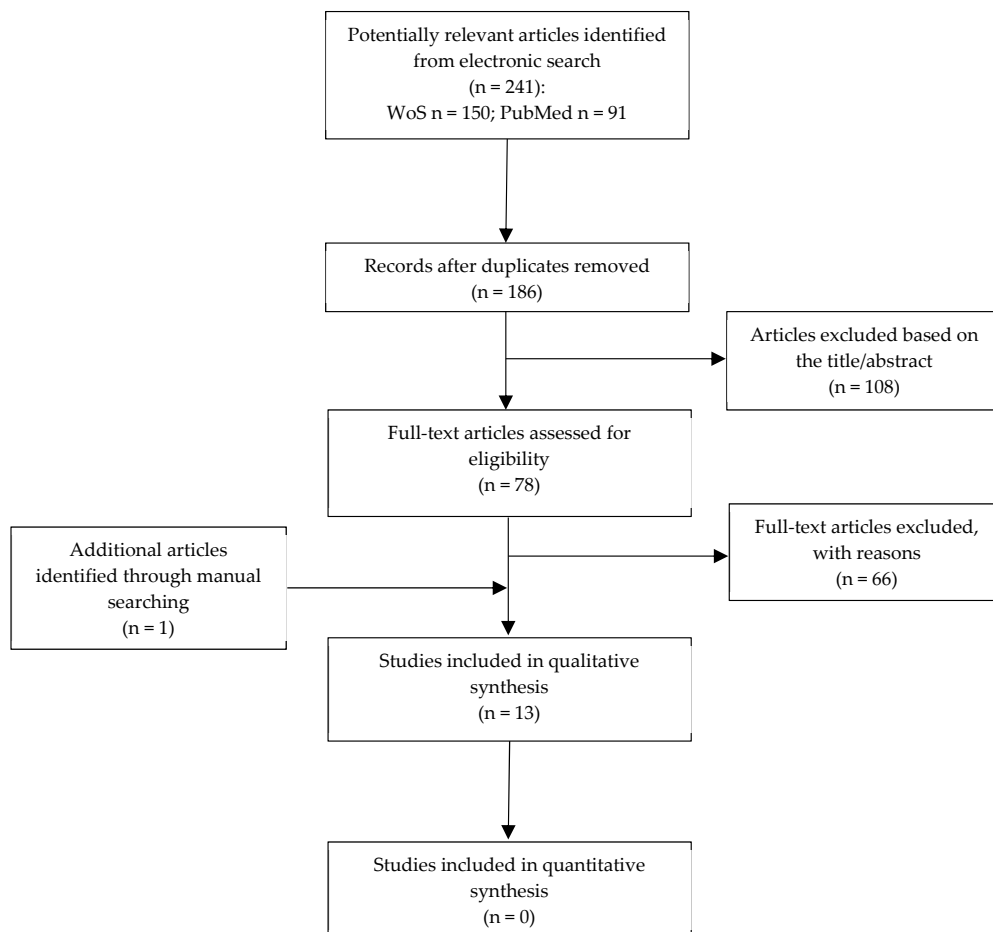 Potentially relevant articles identified
from electronic search
(n = 241):
WoS n = 150; PubMed n = 91
Records after duplicates removed
(n = 186)
Articles excluded based on
the title/abstract
(n = 108)
Full-text articles assessed for
eligibility
(n = 78)
Full-text articles excluded,
with reasons
(n = 66)
Additional articles
identified through manual
searching
(n = 1)
Studies included in qualitative
synthesis
(n = 13)
Studies included in quantitative
synthesis
(n = 0)